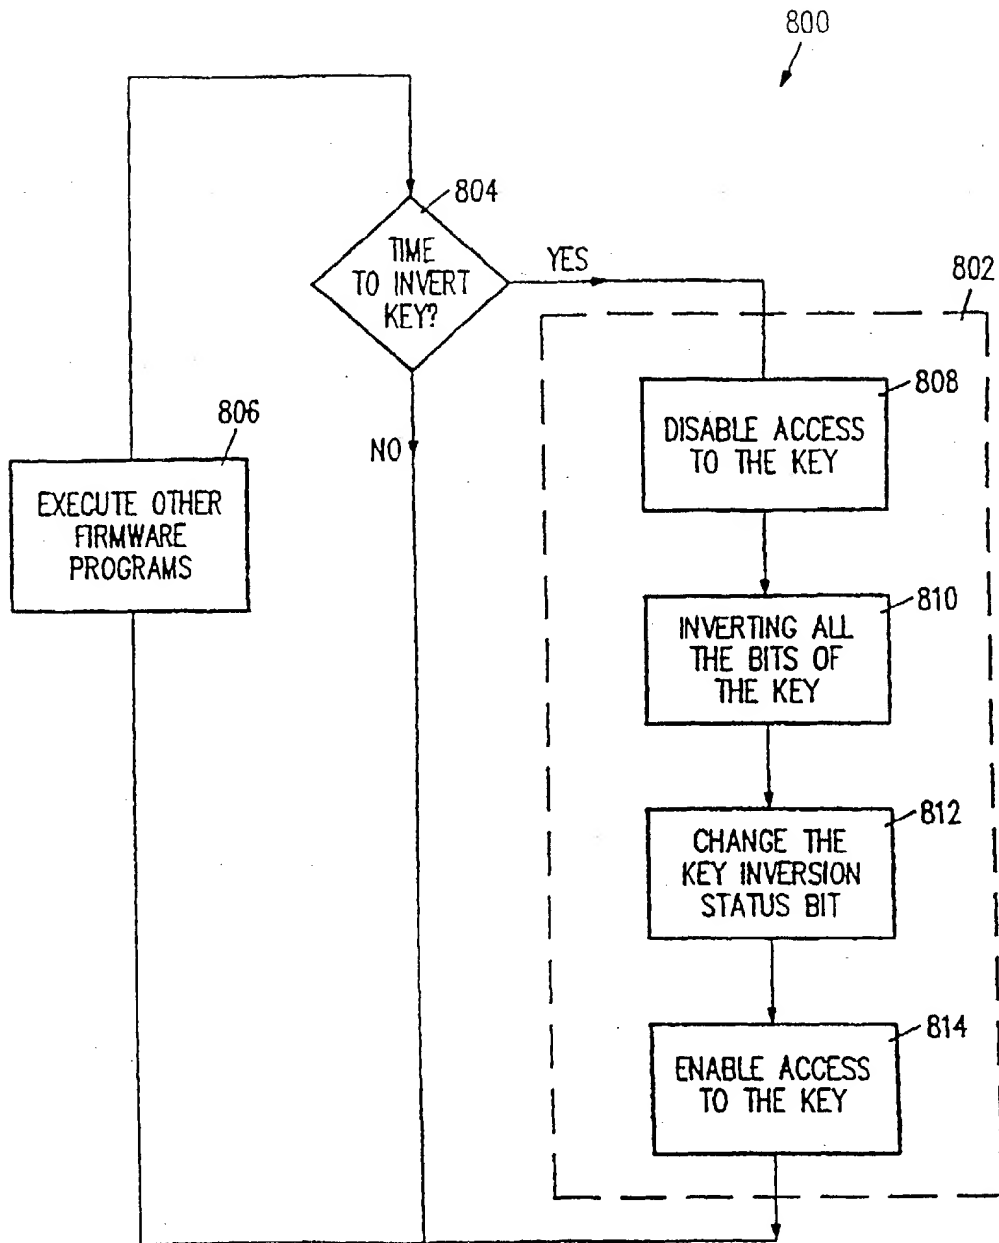 800
804
TIME
TO INVERT
KEY?
YES
802
808
DISABLE ACCESS
TO THE KEY
806
NO
EXECUTE OTHER
FIRMWARE
PROGRAMS
810
INVERTING ALL
THE BITS OF
THE KEY
812
CHANGE THE
KEY INVERSION
STATUS BIT
814
ENABLE ACCESS
TO THE KEY